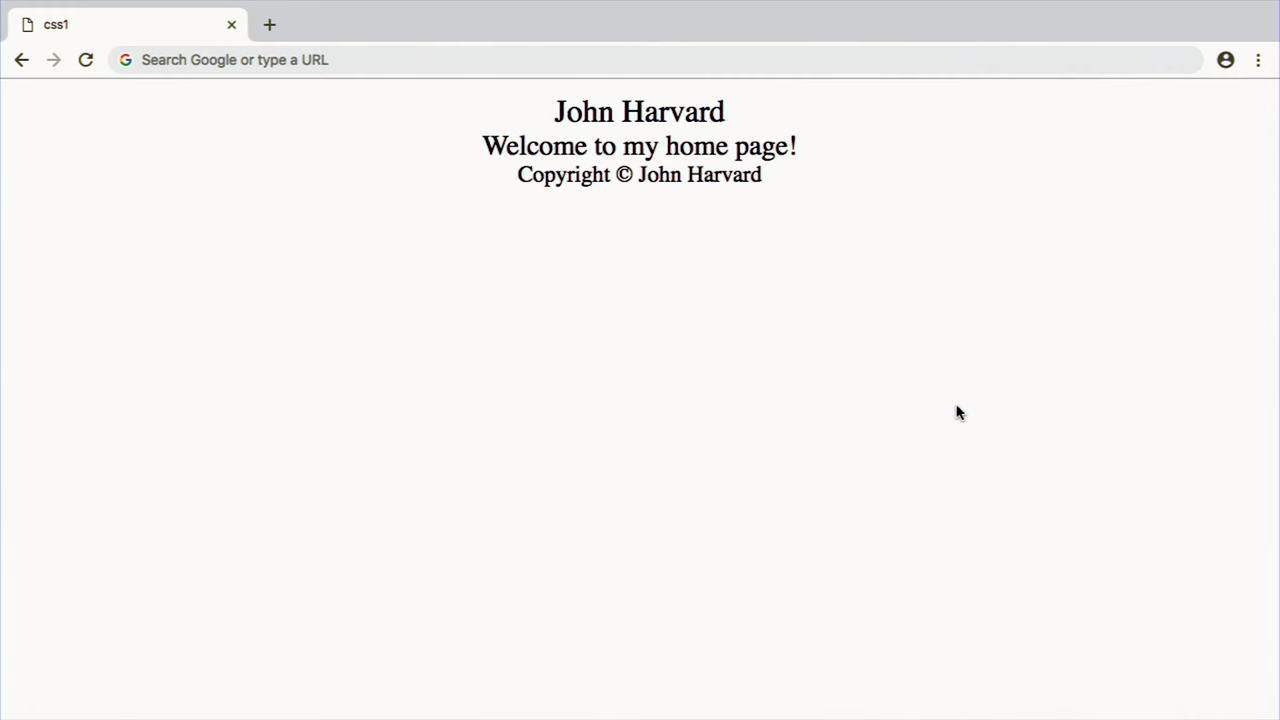 css1
Search Google or type a URL
John Harvard
Welcome to my home page!
Copyright © John Harvard